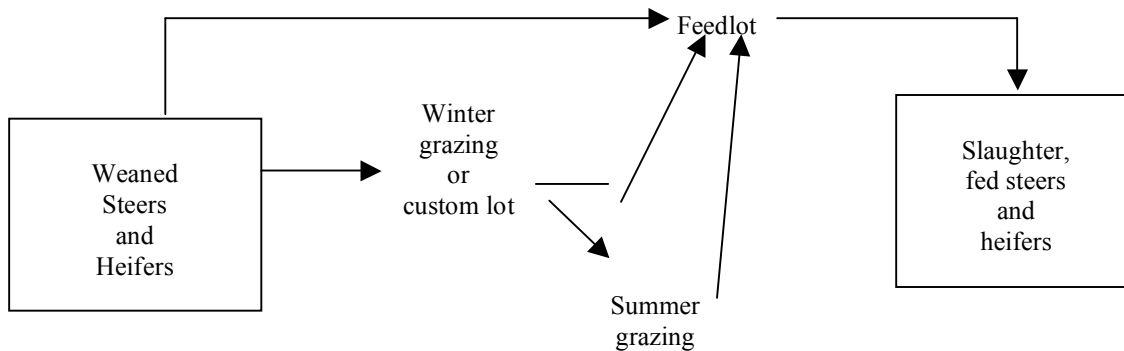 Feedlot
Weaned
Steers
and
Heifers
Winter
grazing
or
custom lot
Summer
grazing
Slaughter,
fed steers
and
heifers